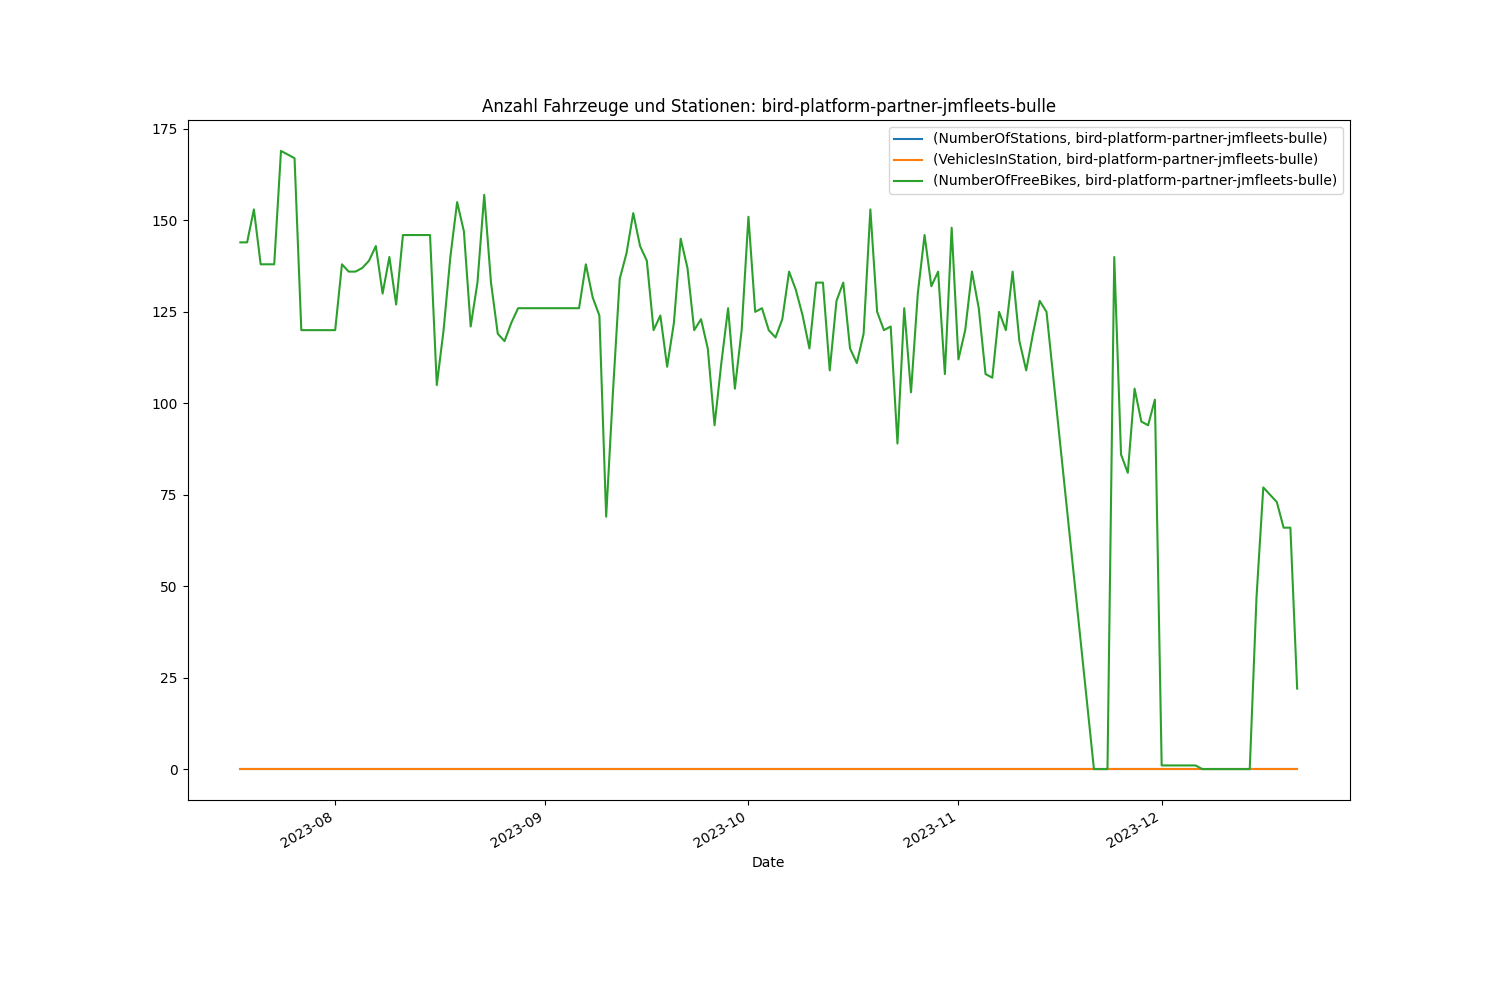 Anzahl Fahrzeuge und Stationen: bird-platform-partner-jmfleets-bulle
(NumberOfStations, bird-platform-partner-jmfleets-bulle)
(VehiclesInStation, bird-platform-partner-jmfleets-bulle)
(NumberOfFreeBikes, bird-platform-partner-jmfleets-bulle)
175
150
125
100
75
50
25
0
2023-08
2023-09
2023-10
2023-11
2023-12
Date